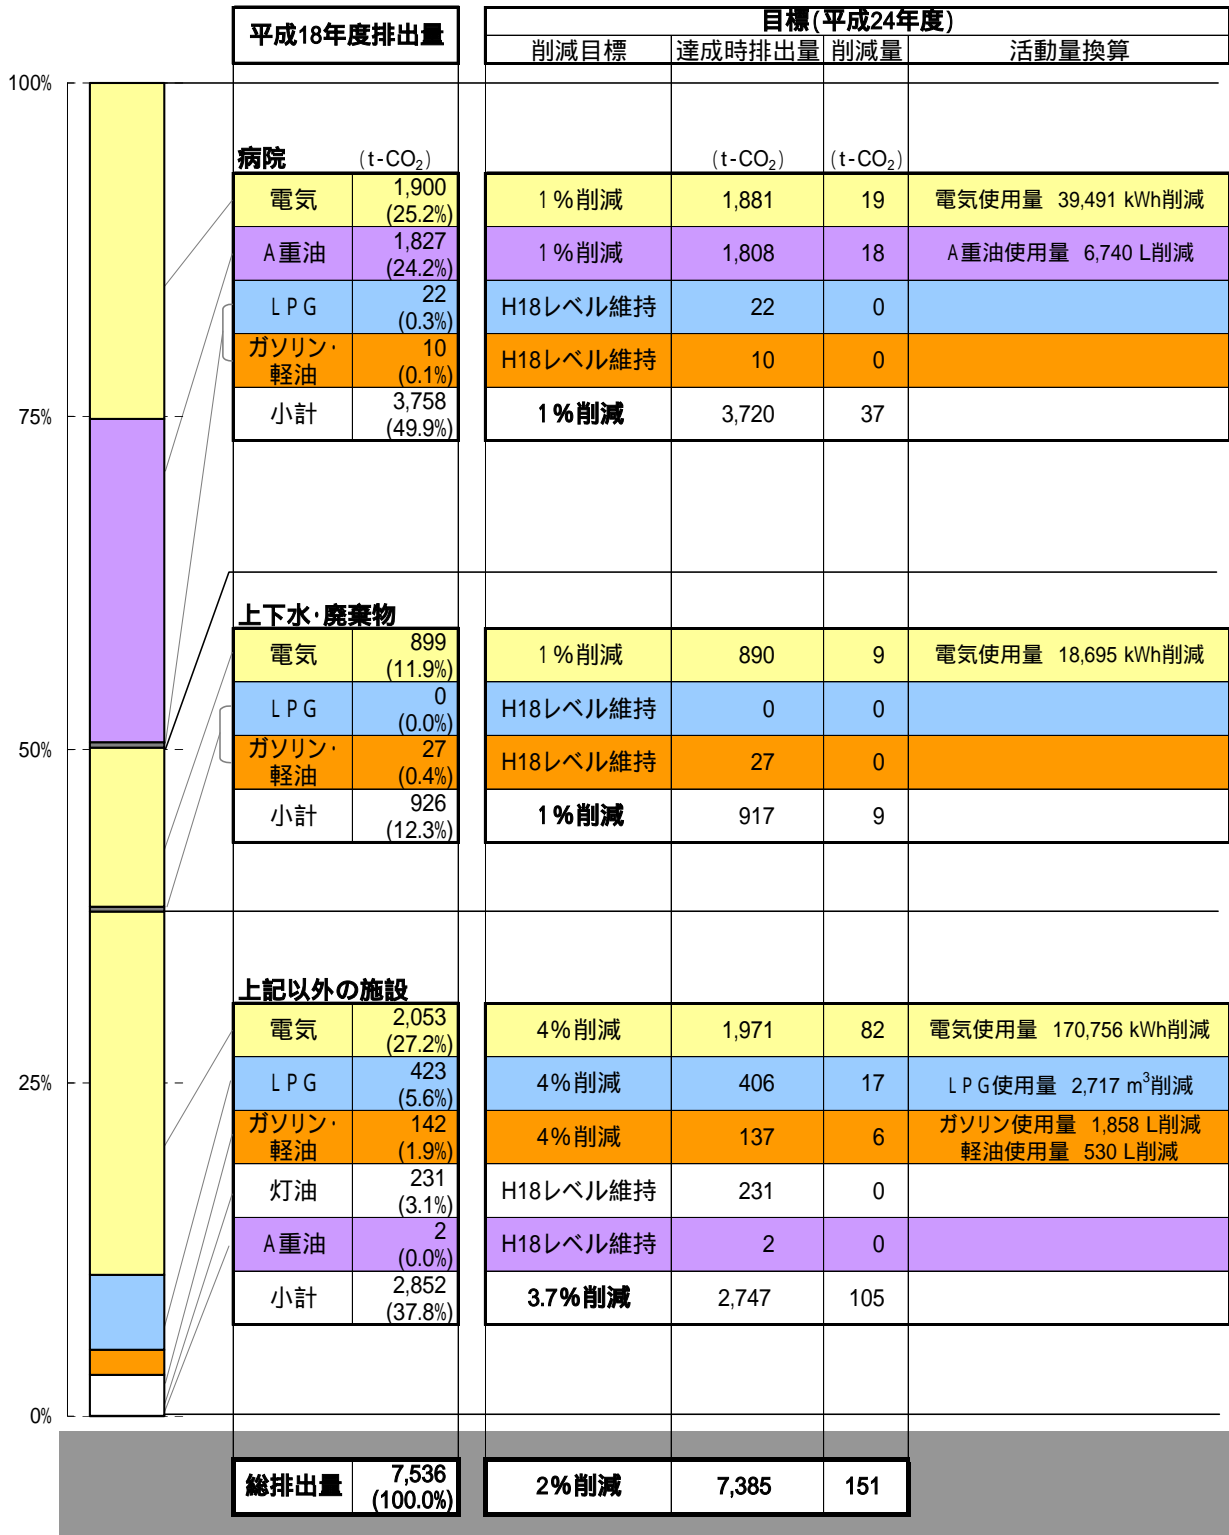 平成18年度排出量
目標(平成24年度)
削減目標 達成時排出量 削減量 活動量換算
100%
病院 (t-CO₂) (t-CO₂) (t-CO₂)
電気 1,900 (25.2%) 1%削減 1,881 19 電気使用量 39,491 kWh削減
A重油 1,827 (24.2%) 1%削減 1,808 18 A重油使用量 6,740 L削減
LPG 22 (0.3%) H18レベル維持 22 0
ガソリン・軽油 10 (0.1%) H18レベル維持 10 0
75%
小計 3,758 (49.9%) 1%削減 3,720 37
上下水・廃棄物
電気 899 (11.9%) 1%削減 890 9 電気使用量 18,695 kWh削減
LPG 0 (0.0%) H18レベル維持 0 0
50%
ガソリン・軽油 27 (0.4%) H18レベル維持 27 0
小計 926 (12.3%) 1%削減 917 9
上記以外の施設
電気 2,053 (27.2%) 4%削減 1,971 82 電気使用量 170,756 kWh削減
25%
LPG 423 (5.6%) 4%削減 406 17 LPG使用量 2,717 m³削減
ガソリン・軽油 142 (1.9%) 4%削減 137 6 ガソリン使用量 1,858 L削減
軽油使用量 530 L削減
灯油 231 (3.1%) H18レベル維持 231 0
A重油 2 (0.0%) H18レベル維持 2 0
小計 2,852 (37.8%) 3.7%削減 2,747 105
0%
総排出量 7,536 (100.0%) 2%削減 7,385 151